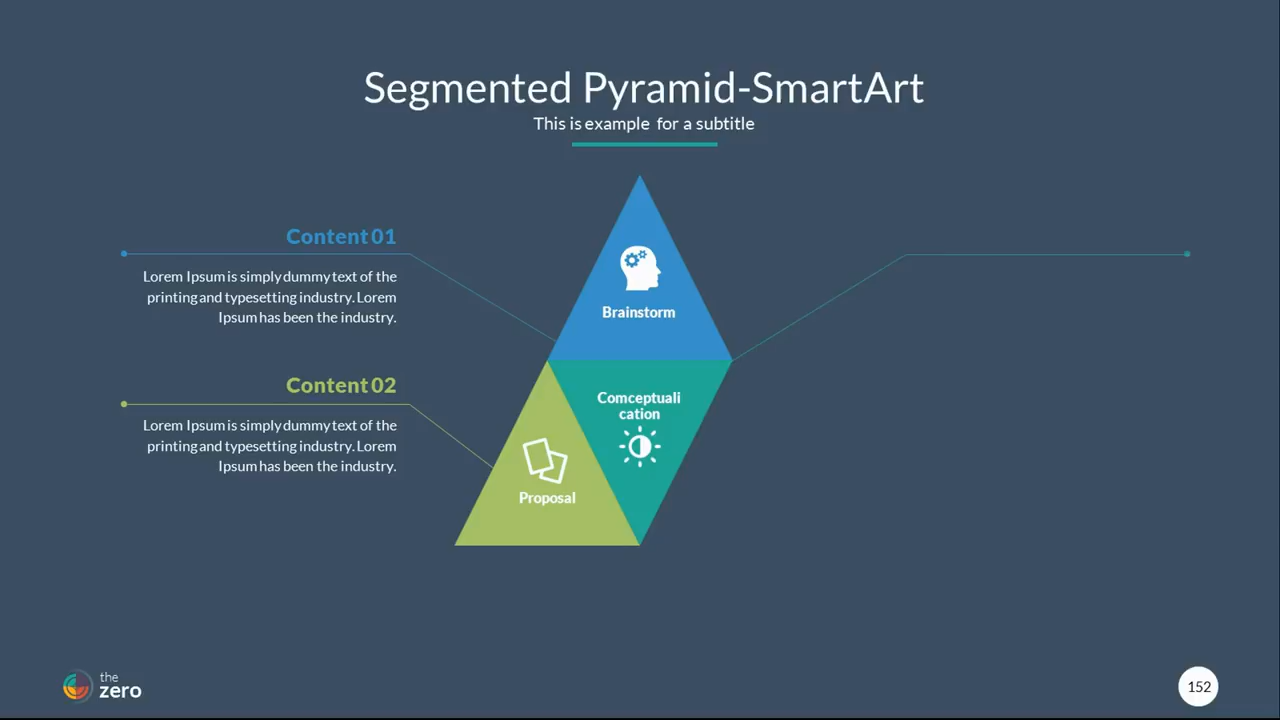 Segmented Pyramid-SmartArt
This is example for a subtitle
Content 01
Lorem Ipsum is simply dummy text of the
printing and typesetting industry. Lorem
Ipsum has been the industry.
Brainstorm
Content 02
Lorem Ipsum is simply dummy text of the
printing and typesetting industry. Lorem
Ipsum has been the industry.
Comceptuali
cation
Proposal
the
zero
152